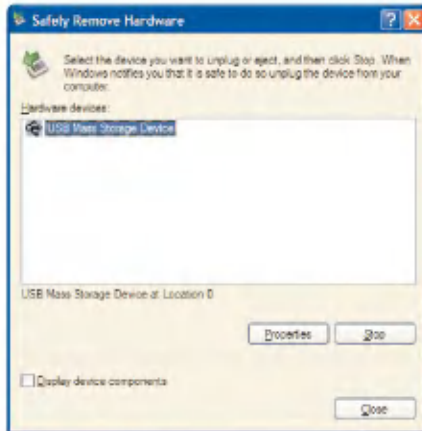 Safely Remove Hardware
Select the device you want to unplug or eject, and then click Stop. When
Windows notifies you that it is safe to do so unplug the device from your
computer.
Hardware devices:
USB Mass Storage Device
USB Mass Storage Device at Location 0
Properties
Stop
Display device components
Close